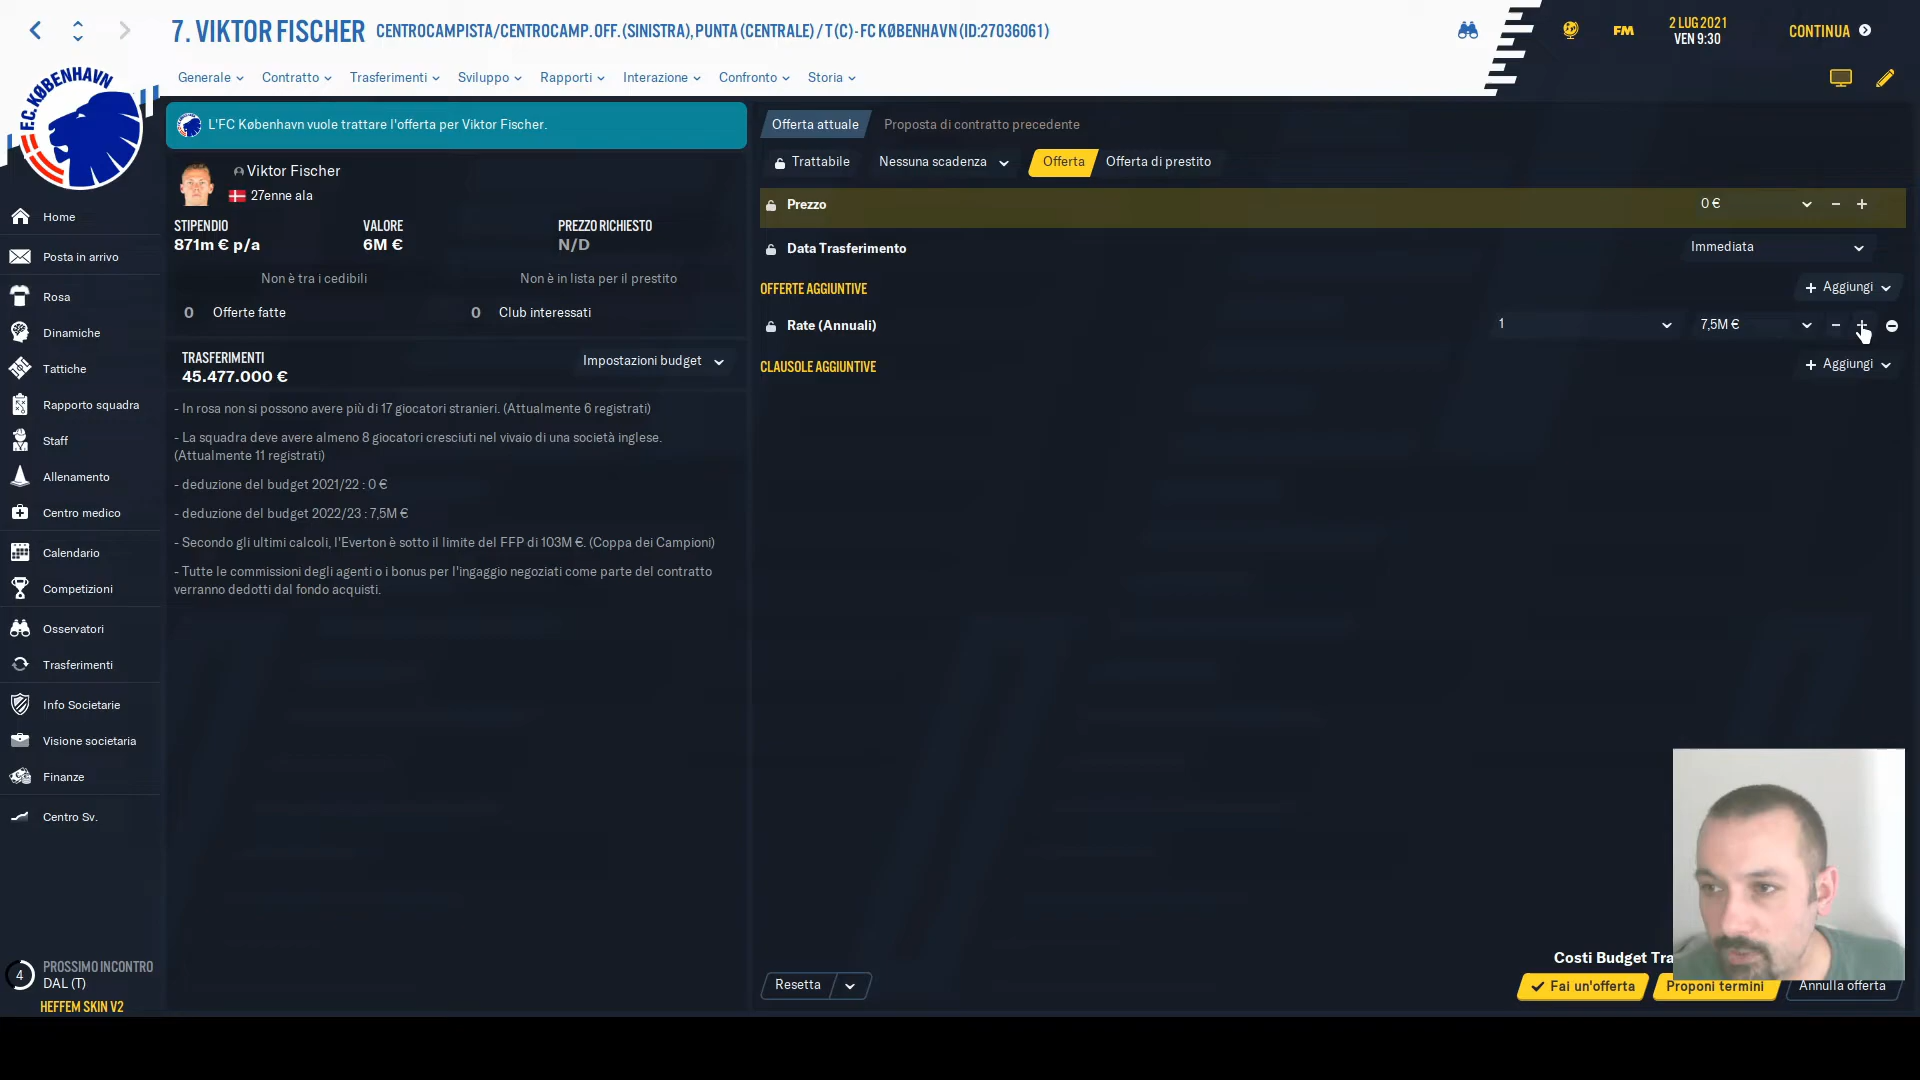 7. VIKTOR FISCHER CENTROCAMPISTA/CENTROCAMP. OFF. (SINISTRA), PUNTA (CENTRALE) / T (C) - FC KØBENHAVN (ID:27036061)
FM
2 LUG 2021
VEN 9:30
CONTINUA
F.C. KØBENHAVN
Generale
Contratto
Trasferimenti
Sviluppo
Rapporti
Interazione
Confronto
Storia
L'FC København vuole trattare l'offerta per Viktor Fischer.
Viktor Fischer
27enne ala
STIPENDIO
871m € p/a
VALORE
6M €
PREZZO RICHIESTO
N/D
Non è tra i cedibili
Non è in lista per il prestito
0 Offerte fatte
0 Club interessati
TRASFERIMENTI
45.477.000 €
Impostazioni budget
- In rosa non si possono avere più di 17 giocatori stranieri. (Attualmente 6 registrati)
- La squadra deve avere almeno 8 giocatori cresciuti nel vivaio di una società inglese.
(Attualmente 11 registrati)
- deduzione del budget 2021/22 : 0 €
- deduzione del budget 2022/23 : 7,5M €
- Secondo gli ultimi calcoli, l'Everton è sotto il limite del FFP di 103M €. (Coppa dei Campioni)
- Tutte le commissioni degli agenti o i bonus per l'ingaggio negoziati come parte del contratto
verranno dedotti dal fondo acquisti.
Offerta attuale
Proposta di contratto precedente
Trattabile
Nessuna scadenza
Offerta
Offerta di prestito
Prezzo
0 €
Data Trasferimento
Immediata
OFFERTE AGGIUNTIVE
Aggiungi
Rate (Annuali)
1
7,5M €
CLAUSOLE AGGIUNTIVE
Aggiungi
Home
Posta in arrivo
Rosa
Dinamiche
Tattiche
Rapporto squadra
Staff
Allenamento
Centro medico
Calendario
Competizioni
Osservatori
Trasferimenti
Info Societarie
Visione societaria
Finanze
Centro Sv.
4
PROSSIMO INCONTRO
DAL (T)
HEFFEM SKIN V2
Resetta
Costi Budget Tra
Fai un'offerta
Proponi termini
Annulla offerta